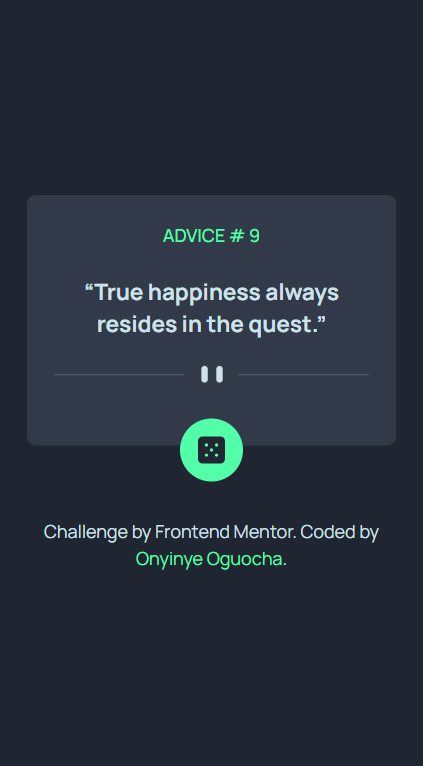 ADVICE # 9
“True happiness always
resides in the quest.”
Challenge by Frontend Mentor. Coded by
Onyinye Oguocha.